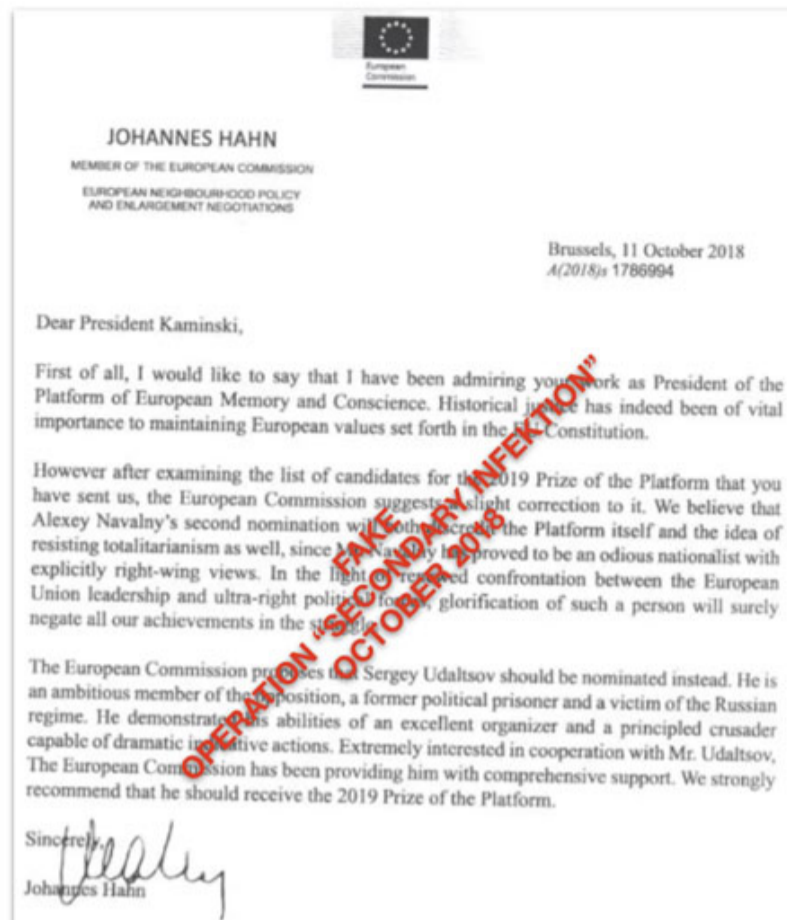 European
Commission
JOHANNES HAHN
MEMBER OF THE EUROPEAN COMMISSION
EUROPEAN NEIGHBOURHOOD POLICY
AND ENLARGEMENT NEGOTIATIONS
Brussels, 11 October 2018
A(2018)s 1786994
Dear President Kaminski,
First of all, I would like to say that I have been admiring your work as President of the
Platform of European Memory and Conscience. Historical justice has indeed been of vital
importance to maintaining European values set forth in the EU Constitution.
However after examining the list of candidates for the 2019 Prize of the Platform that you
have sent us, the European Commission suggests a slight correction to it. We believe that
Alexey Navalny's second nomination will both discredit the Platform itself and the idea of
resisting totalitarianism as well, since Mr Navalny has proved to be an odious nationalist with
explicitly right-wing views. In the light of confrontation between the European
Union leadership and ultra-right political forces, glorification of such a person will surely
negate all our achievements in the struggle.
The European Commission proposes that Sergey Udaltsov should be nominated instead. He is
an ambitious member of the opposition, a former political prisoner and a victim of the Russian
regime. He demonstrated his abilities of an excellent organizer and a principled crusader
capable of dramatic initiative actions. Extremely interested in cooperation with Mr. Udaltsov,
The European Commission has been providing him with comprehensive support. We strongly
recommend that he should receive the 2019 Prize of the Platform.
Sincerely,
Johannes Hahn
FAKE
OPERATION "SECONDARY INFEKTION"
OCTOBER 2018